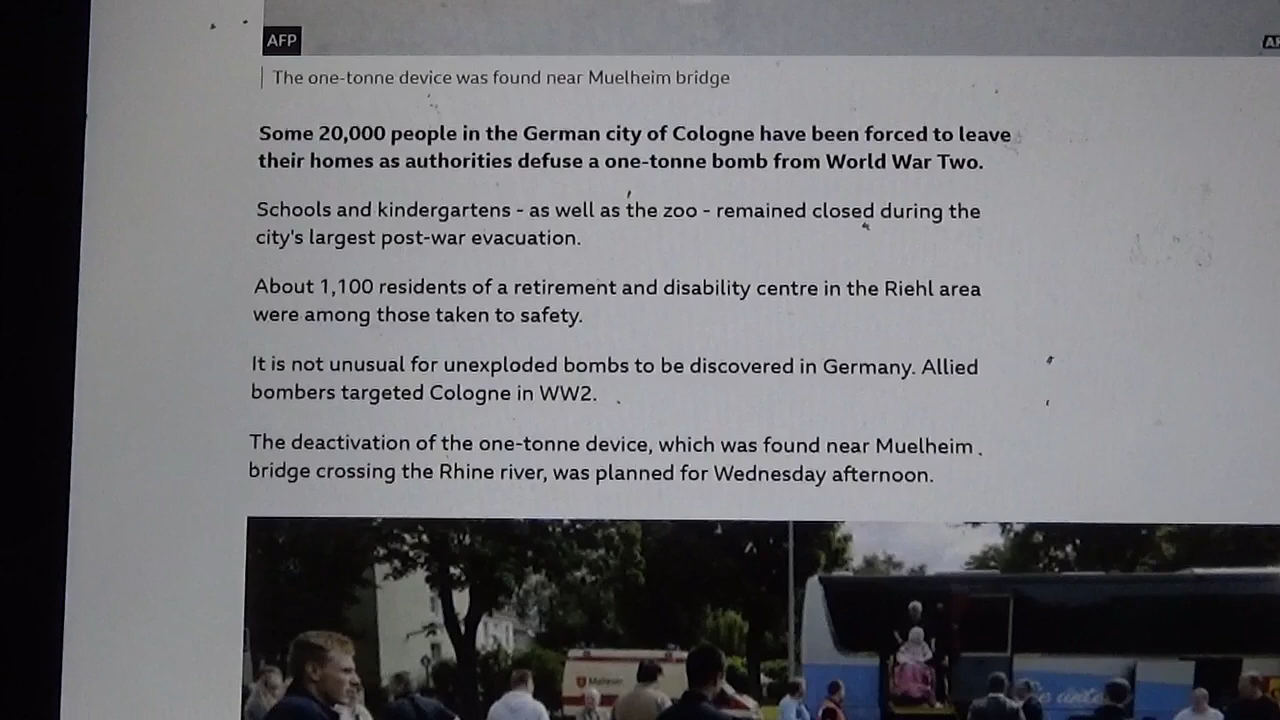 AFP
The one-tonne device was found near Muelheim bridge
Some 20,000 people in the German city of Cologne have been forced to leave
their homes as authorities defuse a one-tonne bomb from World War Two.
Schools and kindergartens - as well as the zoo - remained closed during the
city's largest post-war evacuation.
About 1,100 residents of a retirement and disability centre in the Riehl area
were among those taken to safety.
It is not unusual for unexploded bombs to be discovered in Germany. Allied
bombers targeted Cologne in WW2.
The deactivation of the one-tonne device, which was found near Muelheim
bridge crossing the Rhine river, was planned for Wednesday afternoon.